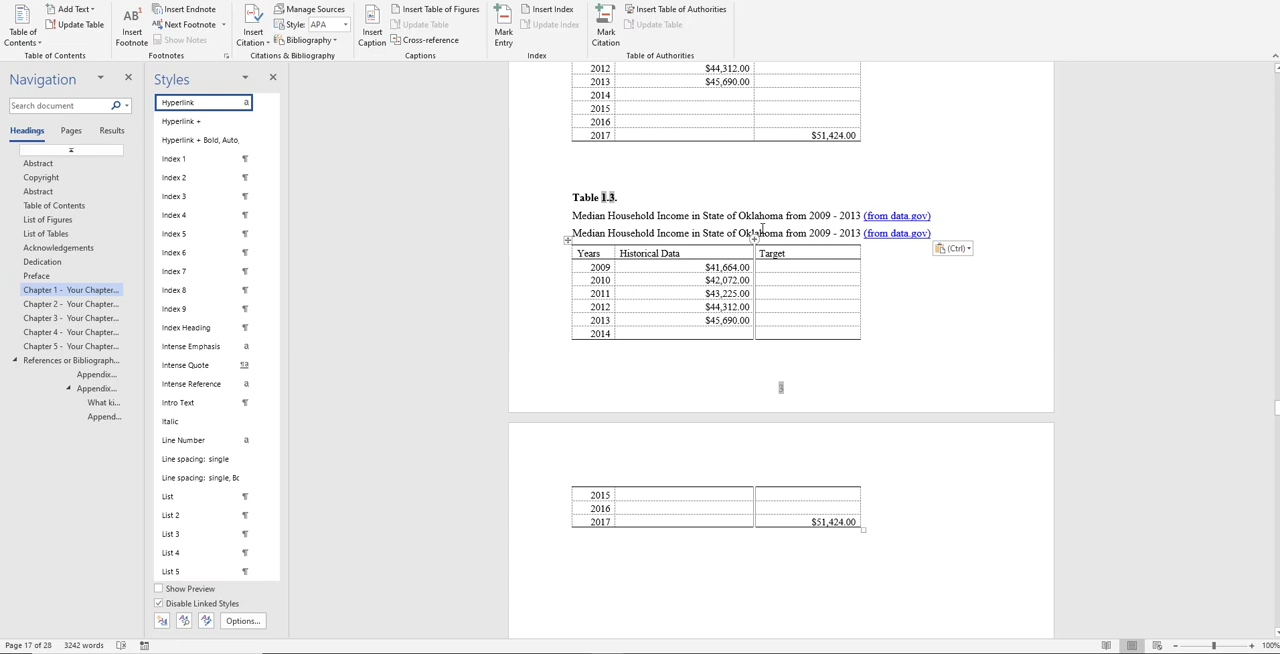 Table of Contents
Add Text
Update Table
Table of Contents
AB¹ Insert Footnote
Insert Endnote
Next Footnote
Show Notes
Footnotes
Insert Citation
Manage Sources
Style: APA
Bibliography
Citations & Bibliography
Insert Caption
Insert Table of Figures
Update Table
Cross-reference
Captions
Mark Entry
Insert Index
Update Index
Index
Mark Citation
Insert Table of Authorities
Update Table
Table of Authorities
Navigation
Search document
Headings Pages Results
Abstract
Copyright
Abstract
Table of Contents
List of Figures
List of Tables
Acknowledgements
Dedication
Preface
Chapter 1 - Your Chapter...
Chapter 2 - Your Chapter...
Chapter 3 - Your Chapter...
Chapter 4 - Your Chapter...
Chapter 5 - Your Chapter...
References or Bibliograph...
Appendix...
Appendix...
What ki...
Append...
Styles
Hyperlink a
Hyperlink +
Hyperlink + Bold, Auto,
Index 1 ¶
Index 2 ¶
Index 3 ¶
Index 4 ¶
Index 5 ¶
Index 6 ¶
Index 7 ¶
Index 8 ¶
Index 9 ¶
Index Heading ¶
Intense Emphasis a
Intense Quote ¶a
Intense Reference a
Intro Text ¶
Italic
Line Number a
Line spacing: single
Line spacing: single, Bc
List ¶
List 2 ¶
List 3 ¶
List 4 ¶
List 5 ¶
Show Preview
Disable Linked Styles
Options...
2012 $44,312.00
2013 $45,690.00
2014
2015
2016
2017 $51,424.00
Table 1.3.
Median Household Income in State of Oklahoma from 2009 - 2013 (from data.gov)
Median Household Income in State of Oklahoma from 2009 - 2013 (from data.gov)
(Ctrl)
Years Historical Data Target
2009 $41,664.00
2010 $42,072.00
2011 $43,225.00
2012 $44,312.00
2013 $45,690.00
2014
3
2015
2016
2017 $51,424.00
Page 17 of 28 3242 words
100%